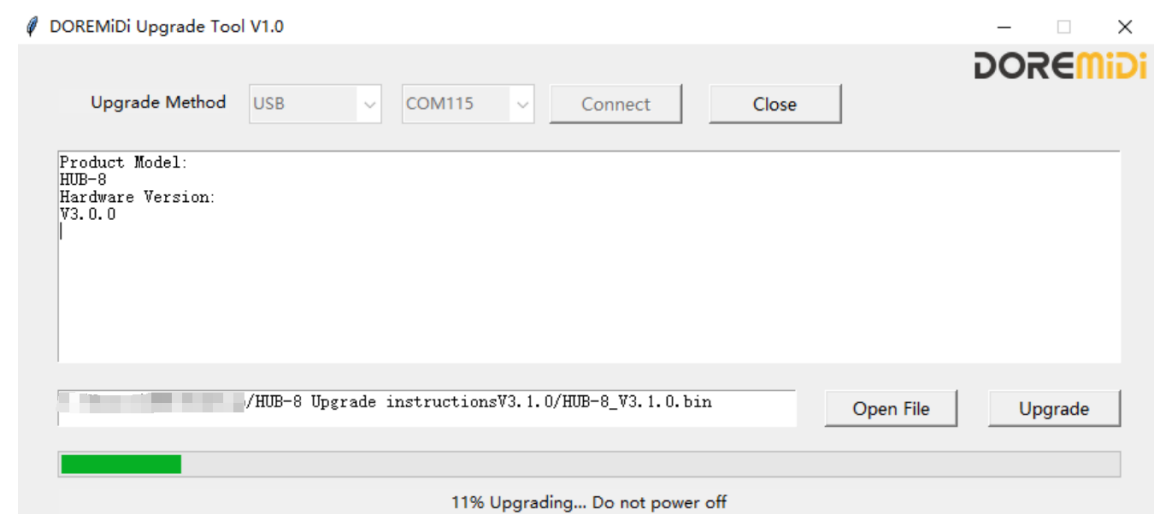 DOREMiDi Upgrade Tool V1.0
DOREMiDi
Upgrade Method USB COM115 Connect Close
Product Model:
HUB-8
Hardware Version:
V3.0.0
/HUB-8 Upgrade instructionsV3.1.0/HUB-8_V3.1.0.bin Open File Upgrade
11% Upgrading... Do not power off